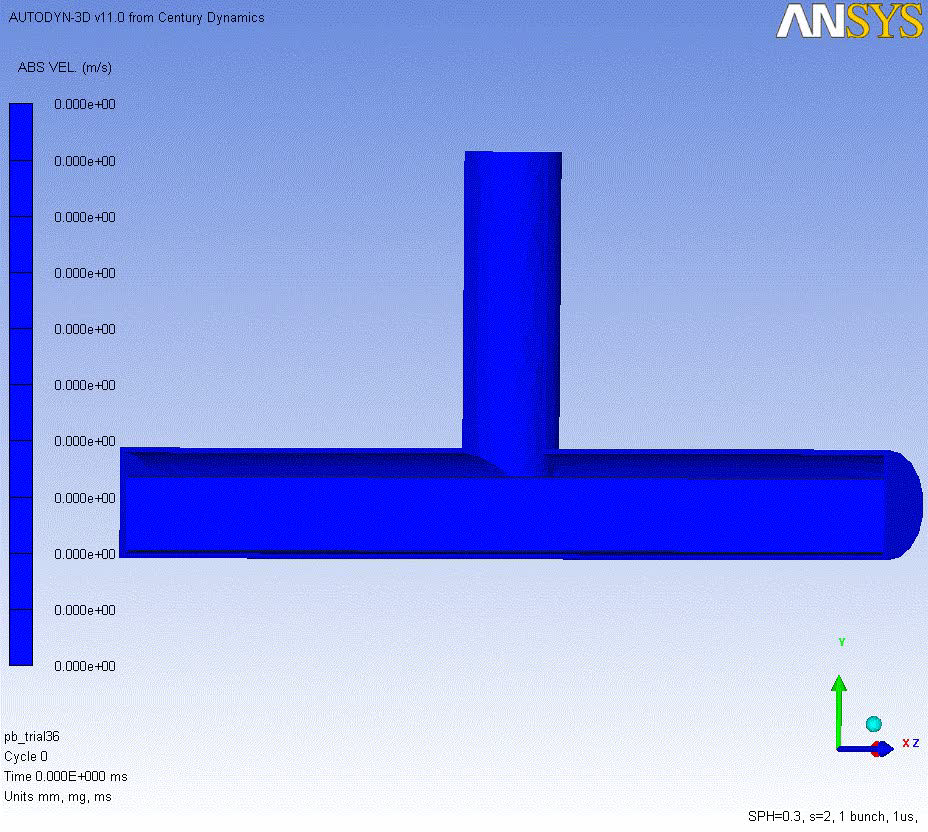 AUTODYN-3D v11.0 from Century Dynamics
ANSYS
ABS VEL. (m/s)
0.000e+00
0.000e+00
0.000e+00
0.000e+00
0.000e+00
0.000e+00
0.000e+00
0.000e+00
0.000e+00
0.000e+00
0.000e+00
Y
X Z
pb_trial36
Cycle 0
Time 0.000E+000 ms
Units mm, mg, ms
SPH=0.3, s=2, 1 bunch, 1us,